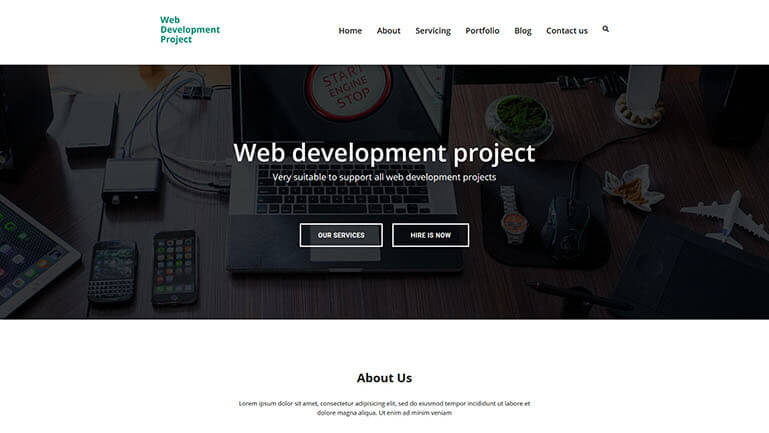 Web
Development
Project
Home About Servicing Portfolio Blog Contact us
START
ENGINE
STOP
Web development project
Very suitable to support all web development projects
OUR SERVICES HIRE IS NOW
About Us
Lorem ipsum dolor sit amet, consectetur adipisicing elit, sed do eiusmod tempor incididunt ut labore et
dolore magna aliqua. Ut enim ad minim veniam